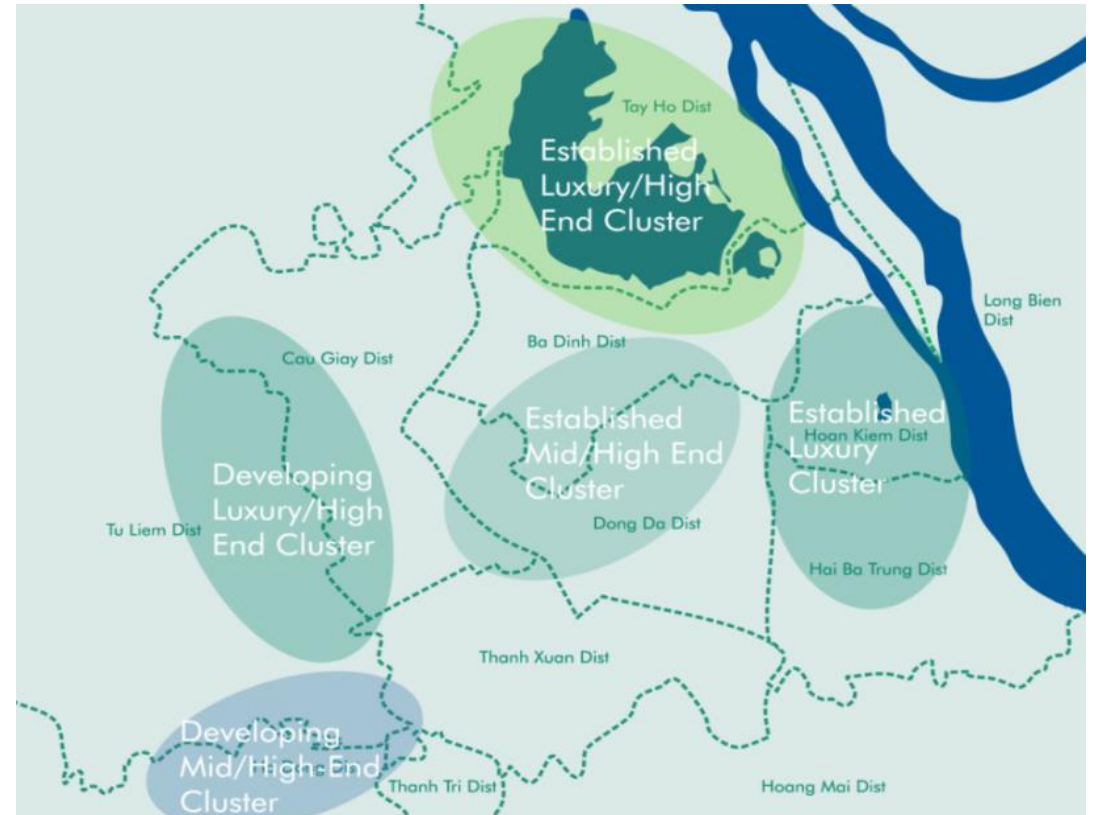 Tay Ho Dist
Established
Luxury/High
End Cluster
Long Bien
Dist
Ba Dinh Dist
Cau Giay Dist
Established
Mid/High End
Cluster
Established
Luxury
Cluster
Hoan Kiem Dist
Developing
Luxury/High
End Cluster
Tu Liem Dist
Dong Da Dist
Hai Ba Trung Dist
Thanh Xuan Dist
Developing
Mid/High-End
Cluster
Thanh Tri Dist
Hoang Mai Dist